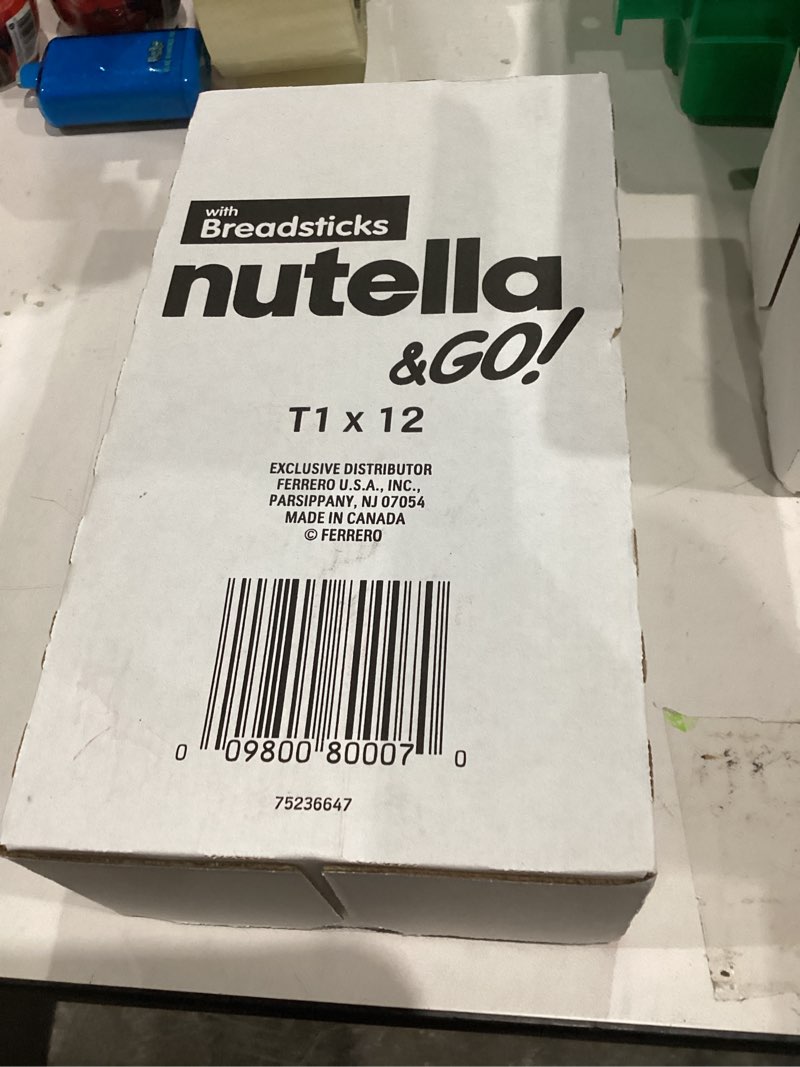 with
Breadsticks
nutella
&GO!
T1 x 12
EXCLUSIVE DISTRIBUTOR
FERRERO U.S.A., INC.,
PARSIPPANY, NJ 07054
MADE IN CANADA
© FERRERO
0 09800 80007 0
75236647